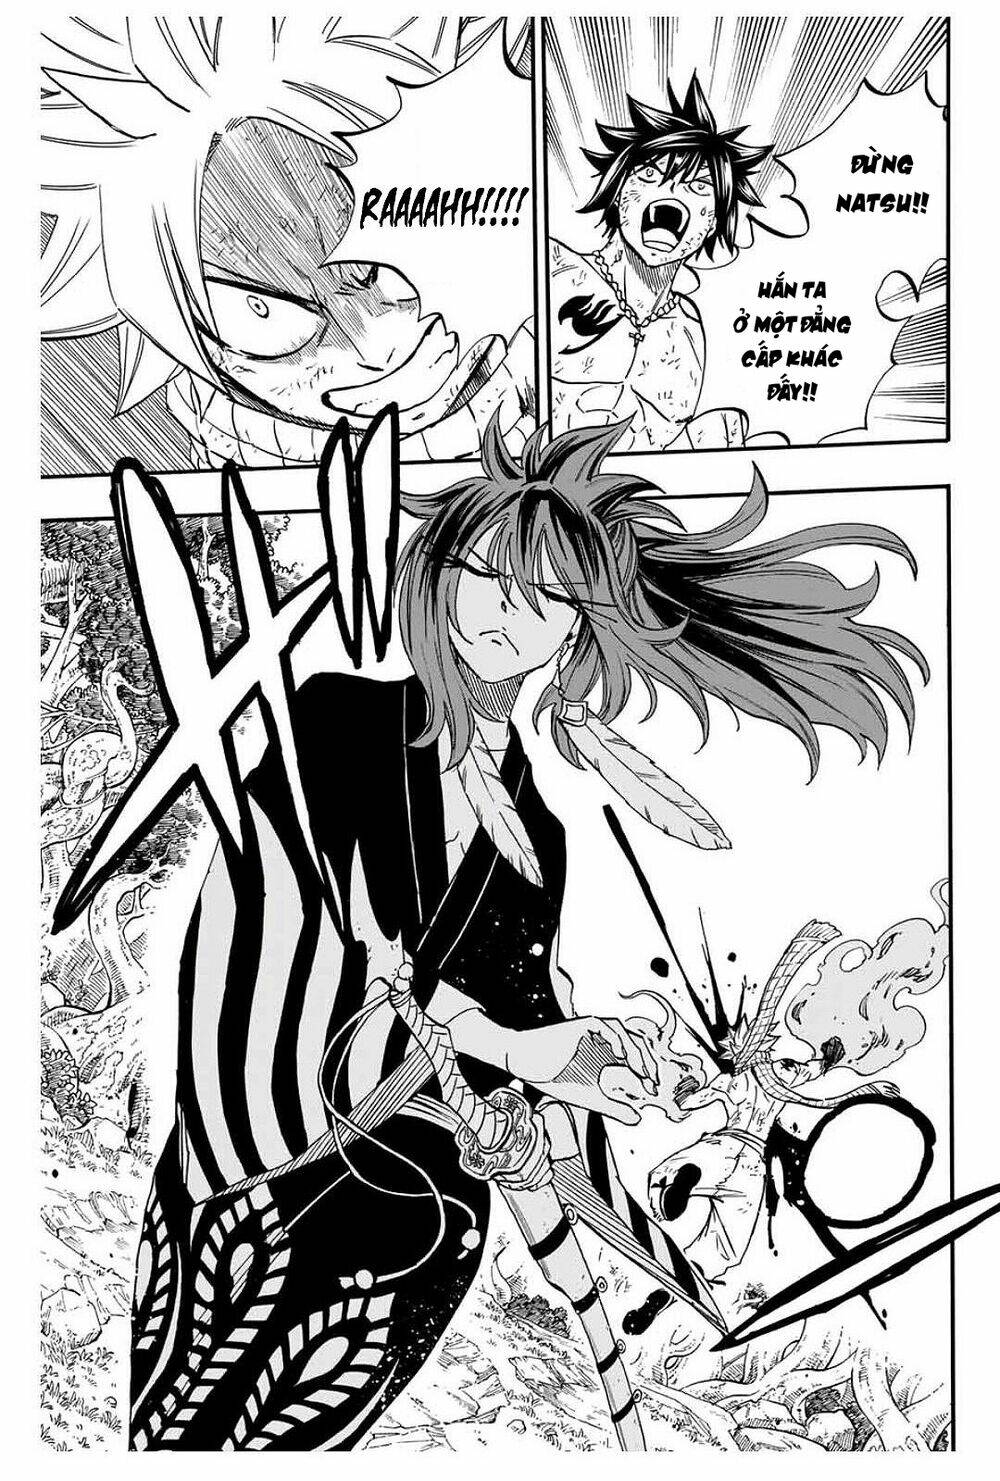 ĐỪNG
NATSU!!
HẮN TA
Ở MỘT ĐẲNG
CẤP KHÁC
ĐẤY!!
RAAAAHH!!!!